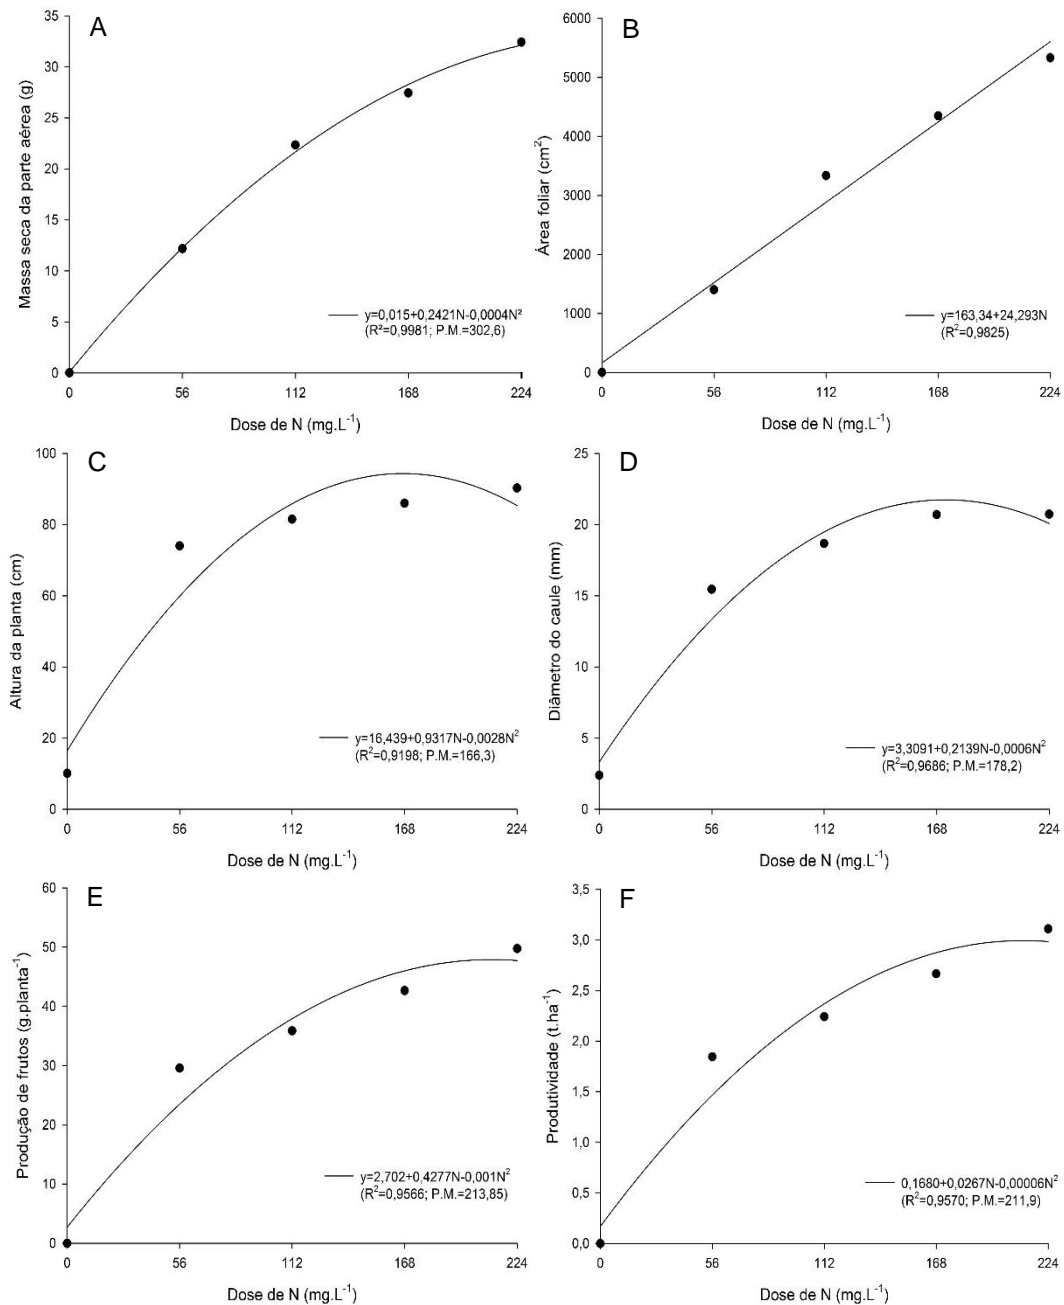 A
35
30
25
20
15
10
5
0
Massa seca da parte aérea (g)
y=0,015+0,2421N-0,0004N²
(R²=0,9981; P.M.=302,6)
0 56 112 168 224
Dose de N (mg.L⁻¹)
B
6000
5000
4000
3000
2000
1000
0
Área foliar (cm²)
y=163,34+24,293N
(R²=0,9825)
0 56 112 168 224
Dose de N (mg.L⁻¹)
C
100
80
60
40
20
0
Altura da planta (cm)
y=16,439+0,9317N-0,0028N²
(R²=0,9198; P.M.=166,3)
0 56 112 168 224
Dose de N (mg.L⁻¹)
D
25
20
15
10
5
0
Diâmetro do caule (mm)
y=3,3091+0,2139N-0,0006N²
(R²=0,9686; P.M.=178,2)
0 56 112 168 224
Dose de N (mg.L⁻¹)
E
60
50
40
30
20
10
0
Produção de frutos (g.planta⁻¹)
y=2,702+0,4277N-0,001N²
(R²=0,9566; P.M.=213,85)
0 56 112 168 224
Dose de N (mg.L⁻¹)
F
3,5
3,0
2,5
2,0
1,5
1,0
0,5
0,0
Produtividade (t.ha⁻¹)
0,1680+0,0267N-0,00006N²
(R²=0,9570; P.M.=211,9)
0 56 112 168 224
Dose de N (mg.L⁻¹)